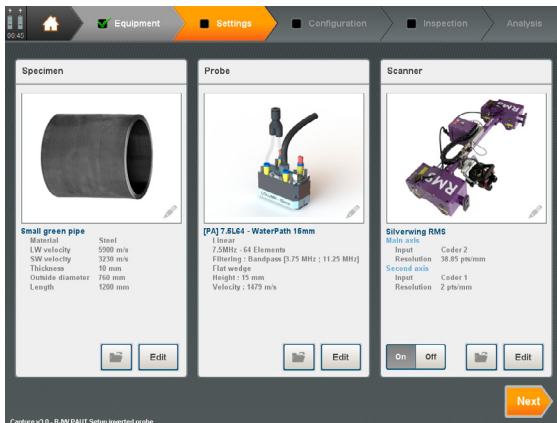 00:45
Equipment
Settings
Configuration
Inspection
Analysis
Specimen
Small green pipe
Material Steel
LW velocity 5900 m/s
SW velocity 3230 m/s
Thickness 10 mm
Outside diameter 760 mm
Length 1200 mm
Edit
Probe
[PA] 7.5L64 - WaterPath 15mm
Linear
7.5MHz - 64 Elements
Filtering : Bandpass [3.75 MHz ; 11.25 MHz]
Flat wedge
Height : 15 mm
Velocity : 1479 m/s
Edit
Scanner
RMS
Silverwing RMS
Main axis
Input Coder 2
Resolution 38.85 pts/mm
Second axis
Input Coder 1
Resolution 2 pts/mm
On Off
Edit
Next